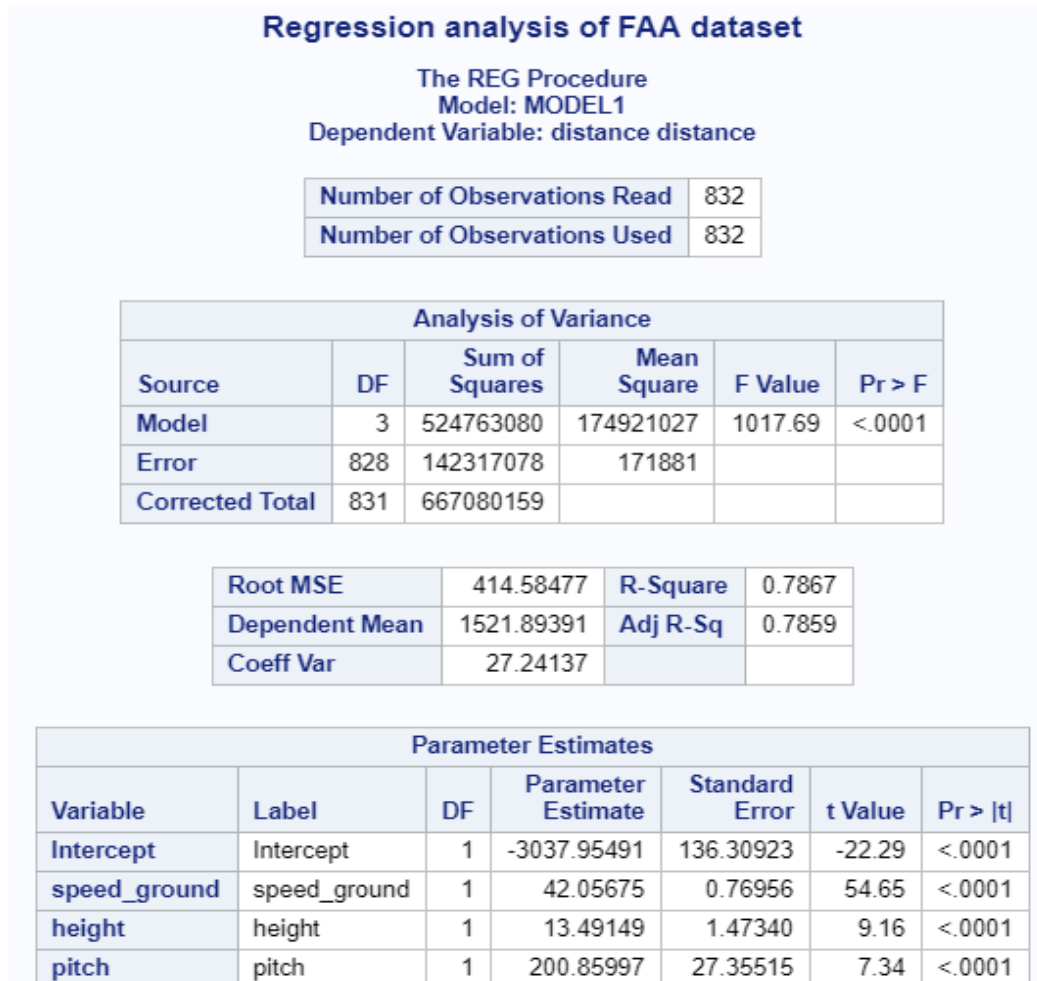 Regression analysis of FAA dataset
The REG Procedure
Model: MODEL1
Dependent Variable: distance distance
Number of Observations Read 832
Number of Observations Used 832
Analysis of Variance
Source DF Sum of Squares Mean Square F Value Pr > F
Model 3 524763080 174921027 1017.69 <.0001
Error 828 142317078 171881
Corrected Total 831 667080159
Root MSE 414.58477 R-Square 0.7867
Dependent Mean 1521.89391 Adj R-Sq 0.7859
Coeff Var 27.24137
Parameter Estimates
Variable Label DF Parameter Estimate Standard Error t Value Pr > |t|
Intercept Intercept 1 -3037.95491 136.30923 -22.29 <.0001
speed_ground speed_ground 1 42.05675 0.76956 54.65 <.0001
height height 1 13.49149 1.47340 9.16 <.0001
pitch pitch 1 200.85997 27.35515 7.34 <.0001